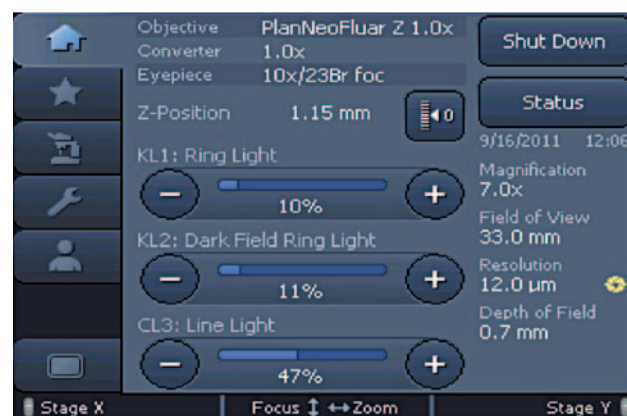 Objective PlanNeoFluar Z 1.0x
Converter 1.0x
Eyepiece 10x/23Br foc
Z-Position 1.15 mm 0
KL1: Ring Light
10%
KL2: Dark Field Ring Light
11%
CL3: Line Light
47%
Shut Down
Status
9/16/2011 12:06
Magnification
7.0x
Field of View
33.0 mm
Resolution
12.0 µm
Depth of Field
0.7 mm
Stage X Focus ↕ ↔ Zoom Stage Y